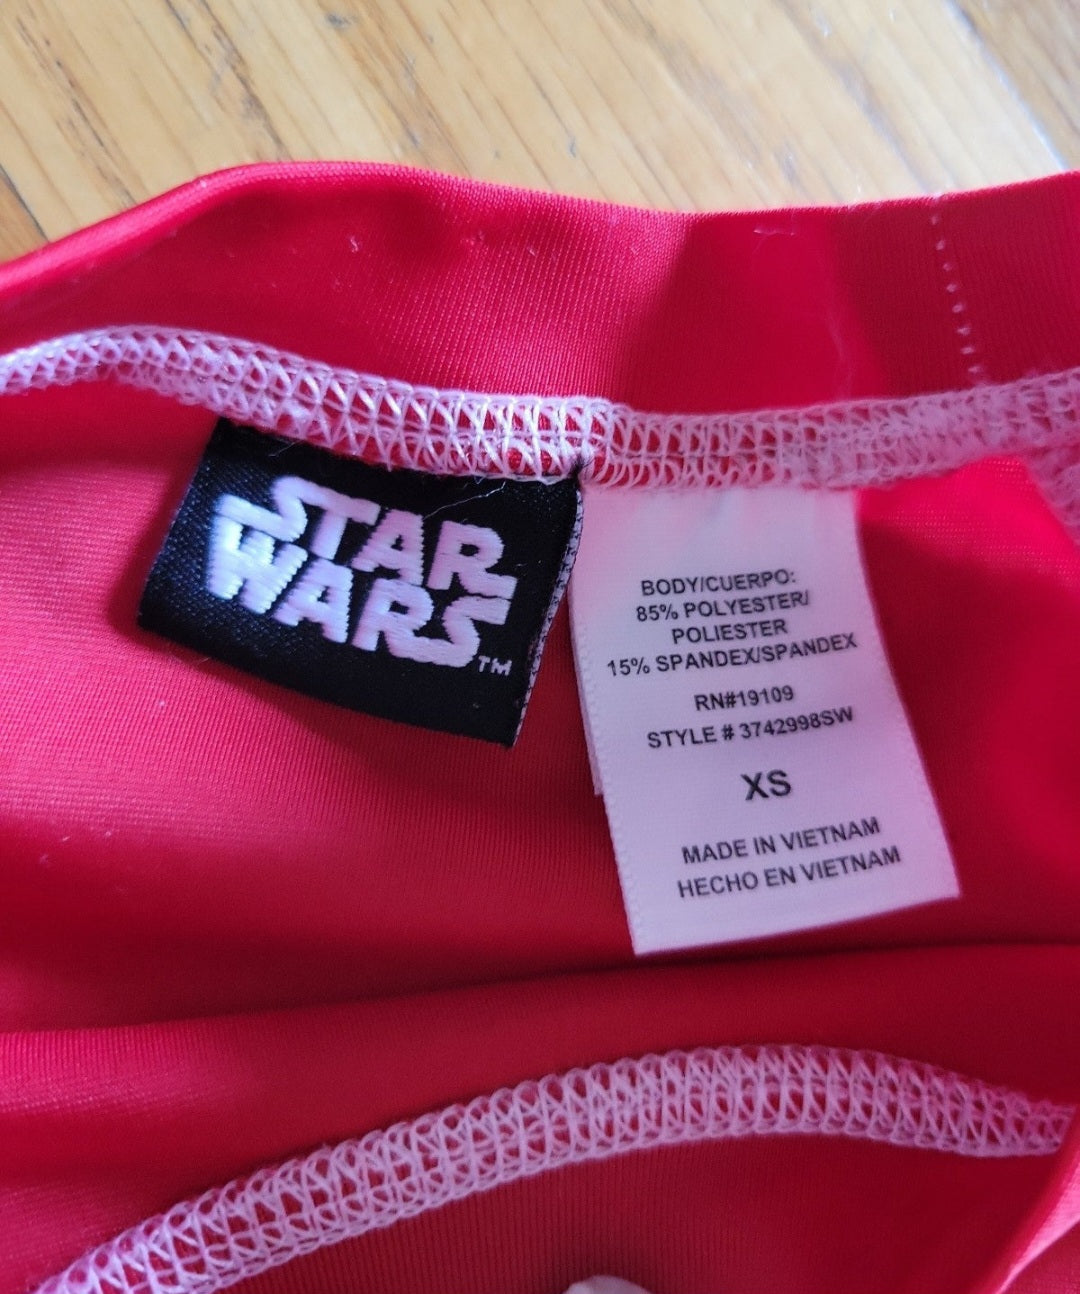 STAR
WARS
TM
BODY/CUERPO:
85% POLYESTER/
POLIESTER
15% SPANDEX/SPANDEX
RN#19109
STYLE # 3742998SW
XS
MADE IN VIETNAM
HECHO EN VIETNAM